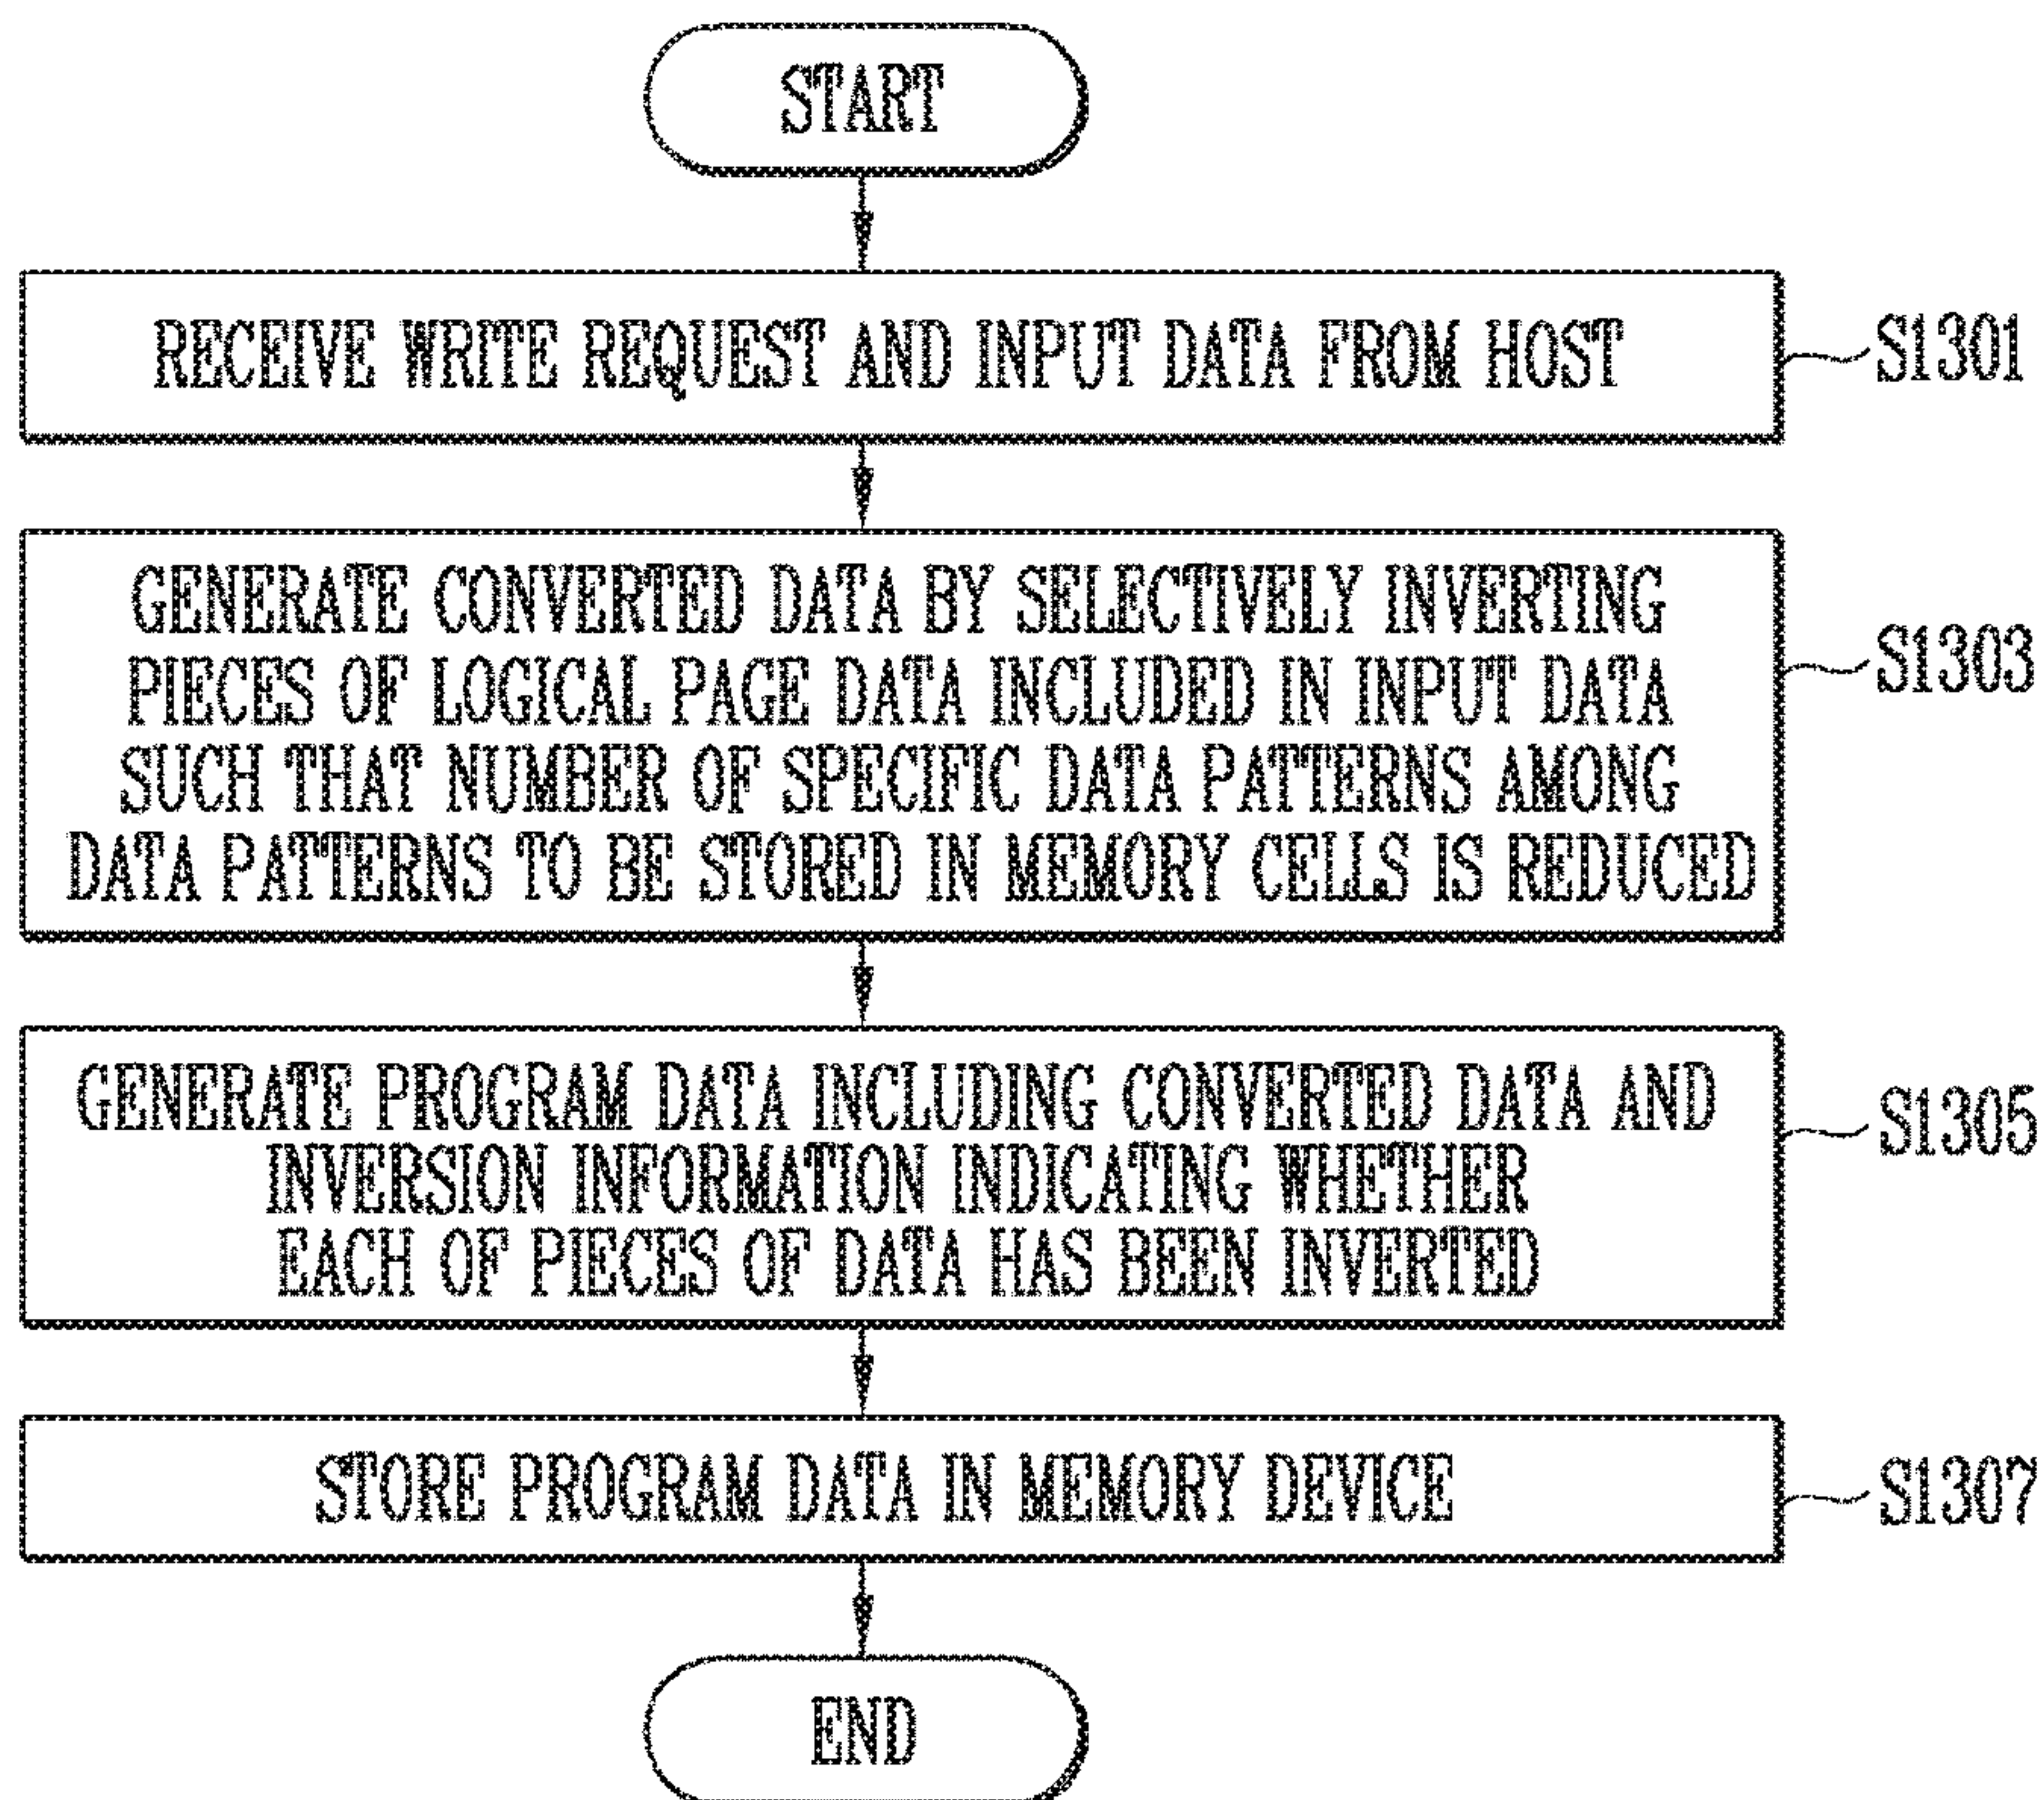 START
RECEIVE WRITE REQUEST AND INPUT DATA FROM HOST
S1301
GENERATE CONVERTED DATA BY SELECTIVELY INVERTING
PIECES OF LOGICAL PAGE DATA INCLUDED IN INPUT DATA
SUCH THAT NUMBER OF SPECIFIC DATA PATTERNS AMONG
DATA PATTERNS TO BE STORED IN MEMORY CELLS IS REDUCED
S1303
GENERATE PROGRAM DATA INCLUDING CONVERTED DATA AND
INVERSION INFORMATION INDICATING WHETHER
EACH OF PIECES OF DATA HAS BEEN INVERTED
S1305
STORE PROGRAM DATA IN MEMORY DEVICE
S1307
END